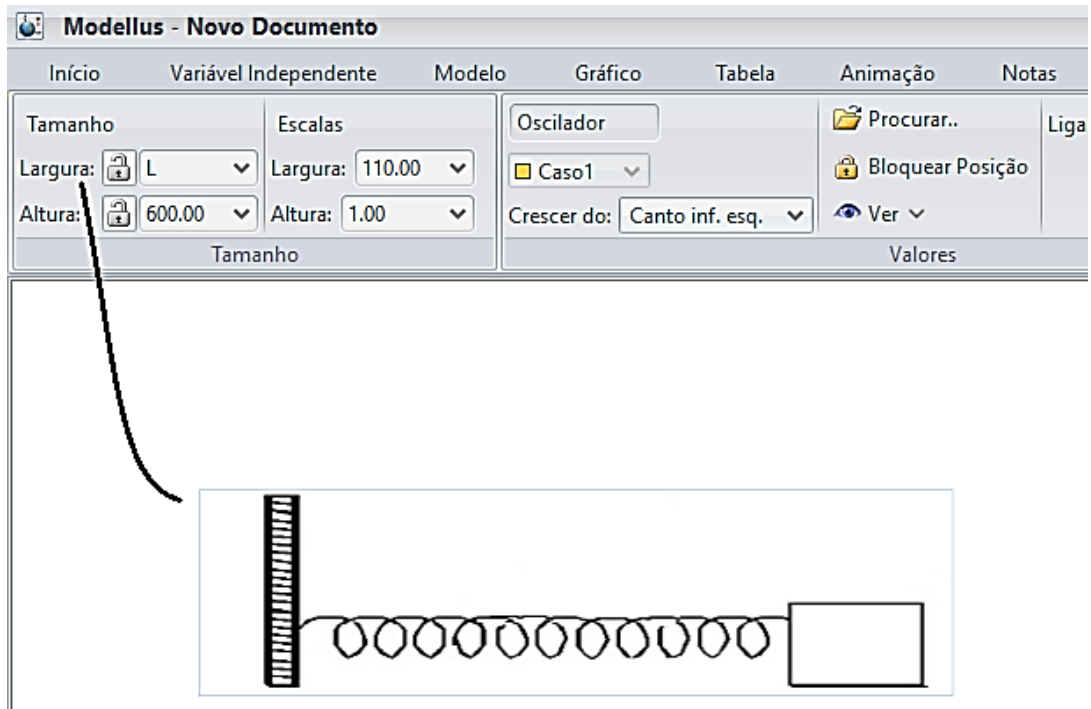 Modellus - Novo Documento
Início Variável Independente Modelo Gráfico Tabela Animação Notas
Tamanho Escalas Oscilador Procurar.. Liga
Largura: L Largura: 110.00 Caso1 Bloquear Posição
Altura: 600.00 Altura: 1.00 Crescer do: Canto inf. esq. Ver
Tamanho Valores